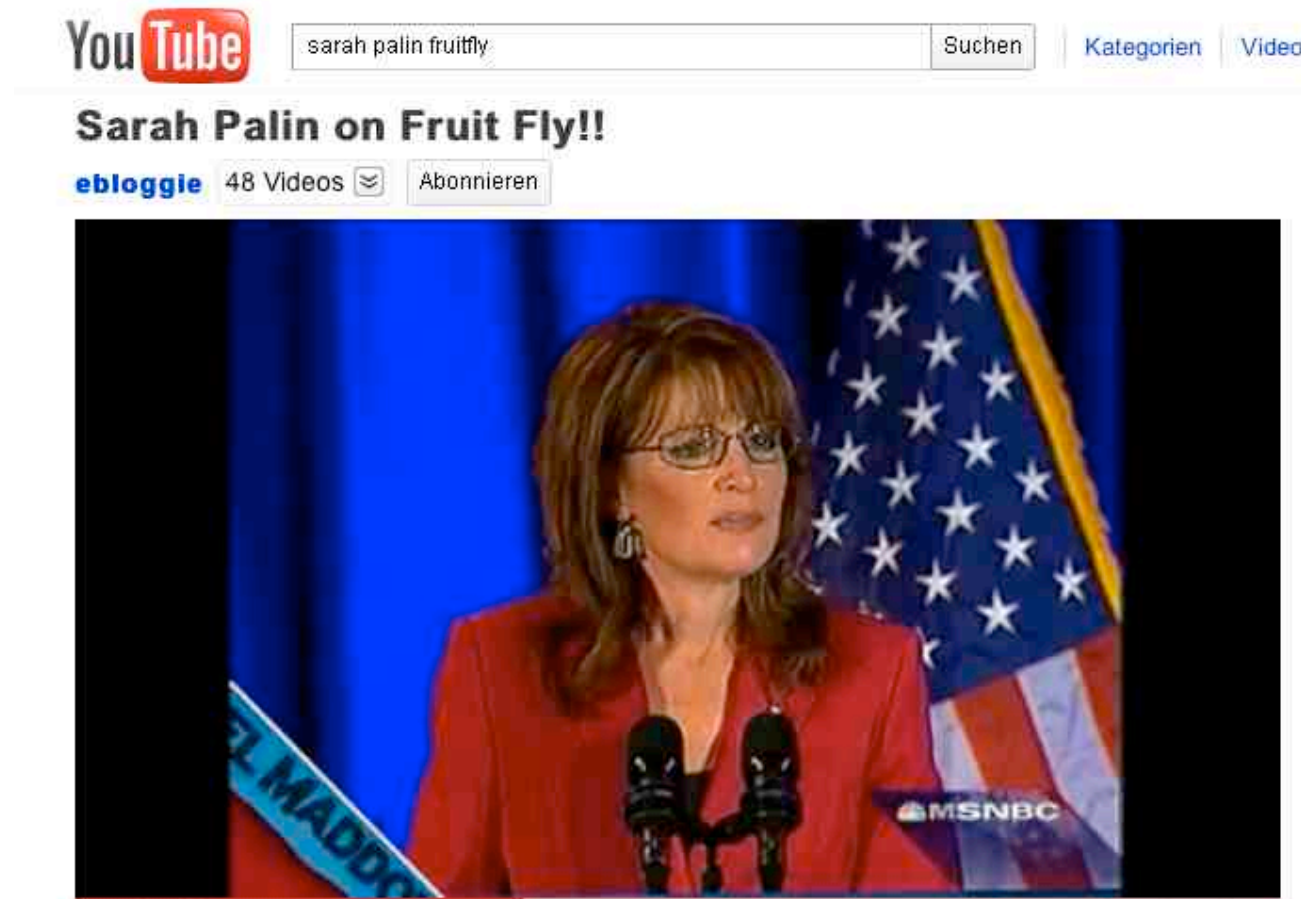 YouTube sarah palin fruitfly Suchen Kategorien Video
Sarah Palin on Fruit Fly!!
ebloggie 48 Videos Abonnieren
EL MADDO
MSNBC